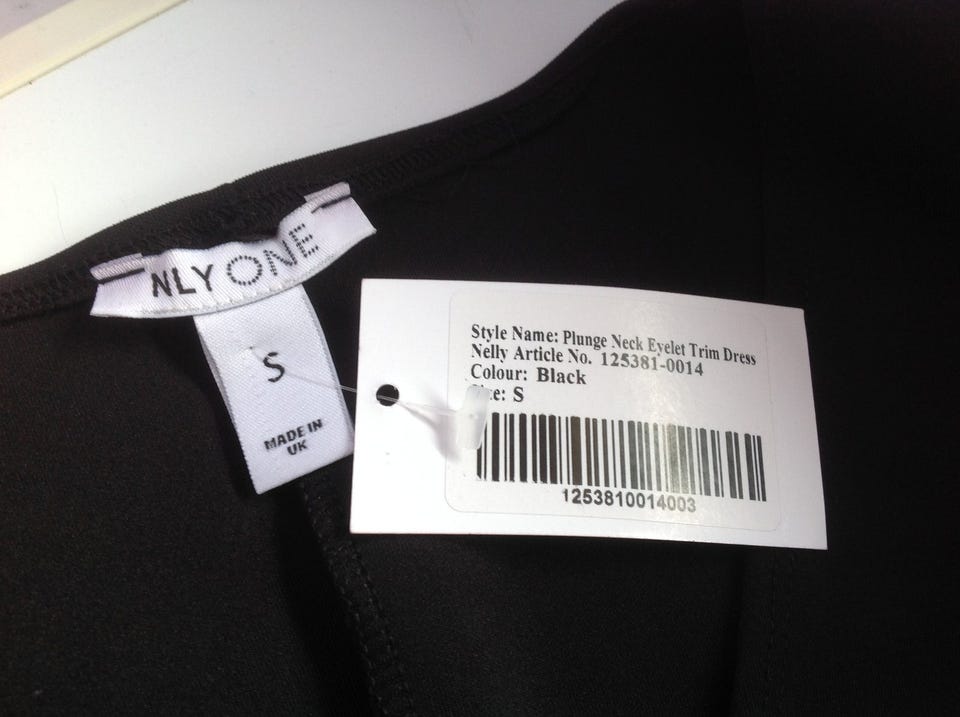 NLY ONE
S
MADE IN
UK
Style Name: Plunge Neck Eyelet Trim Dress
Nelly Article No. 125381-0014
Colour: Black
S
1253810014003